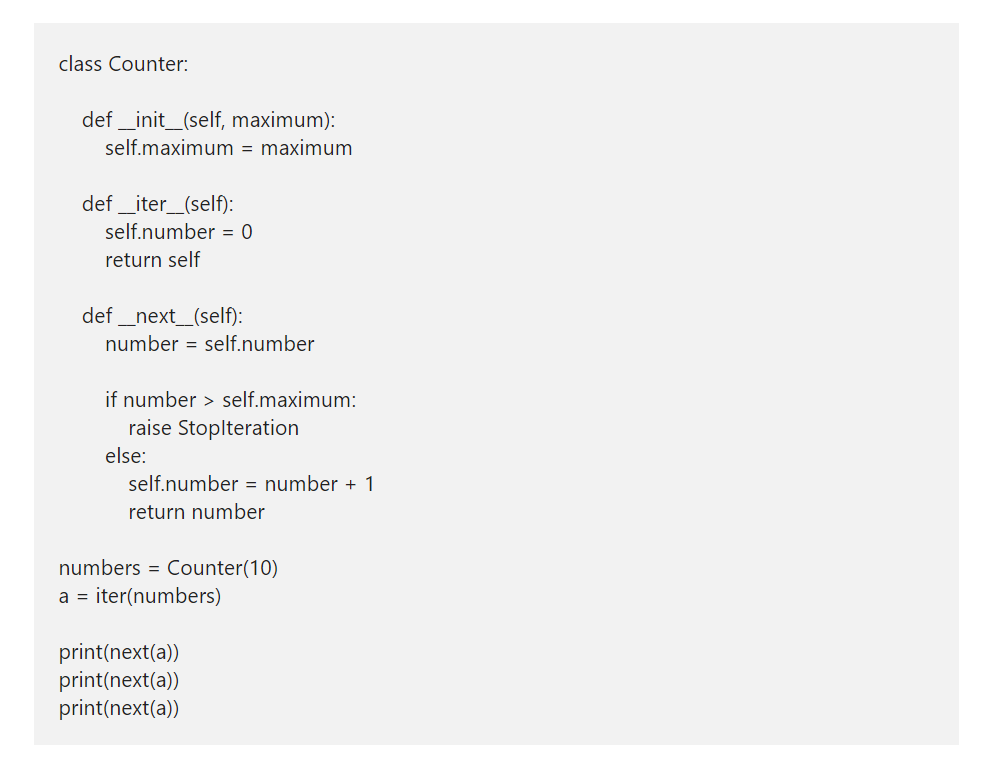 class Counter:
def __init__(self, maximum):
self.maximum = maximum
def __iter__(self):
self.number = 0
return self
def __next__(self):
number = self.number
if number > self.maximum:
raise StopIteration
else:
self.number = number + 1
return number
numbers = Counter(10)
a = iter(numbers)
print(next(a))
print(next(a))
print(next(a))